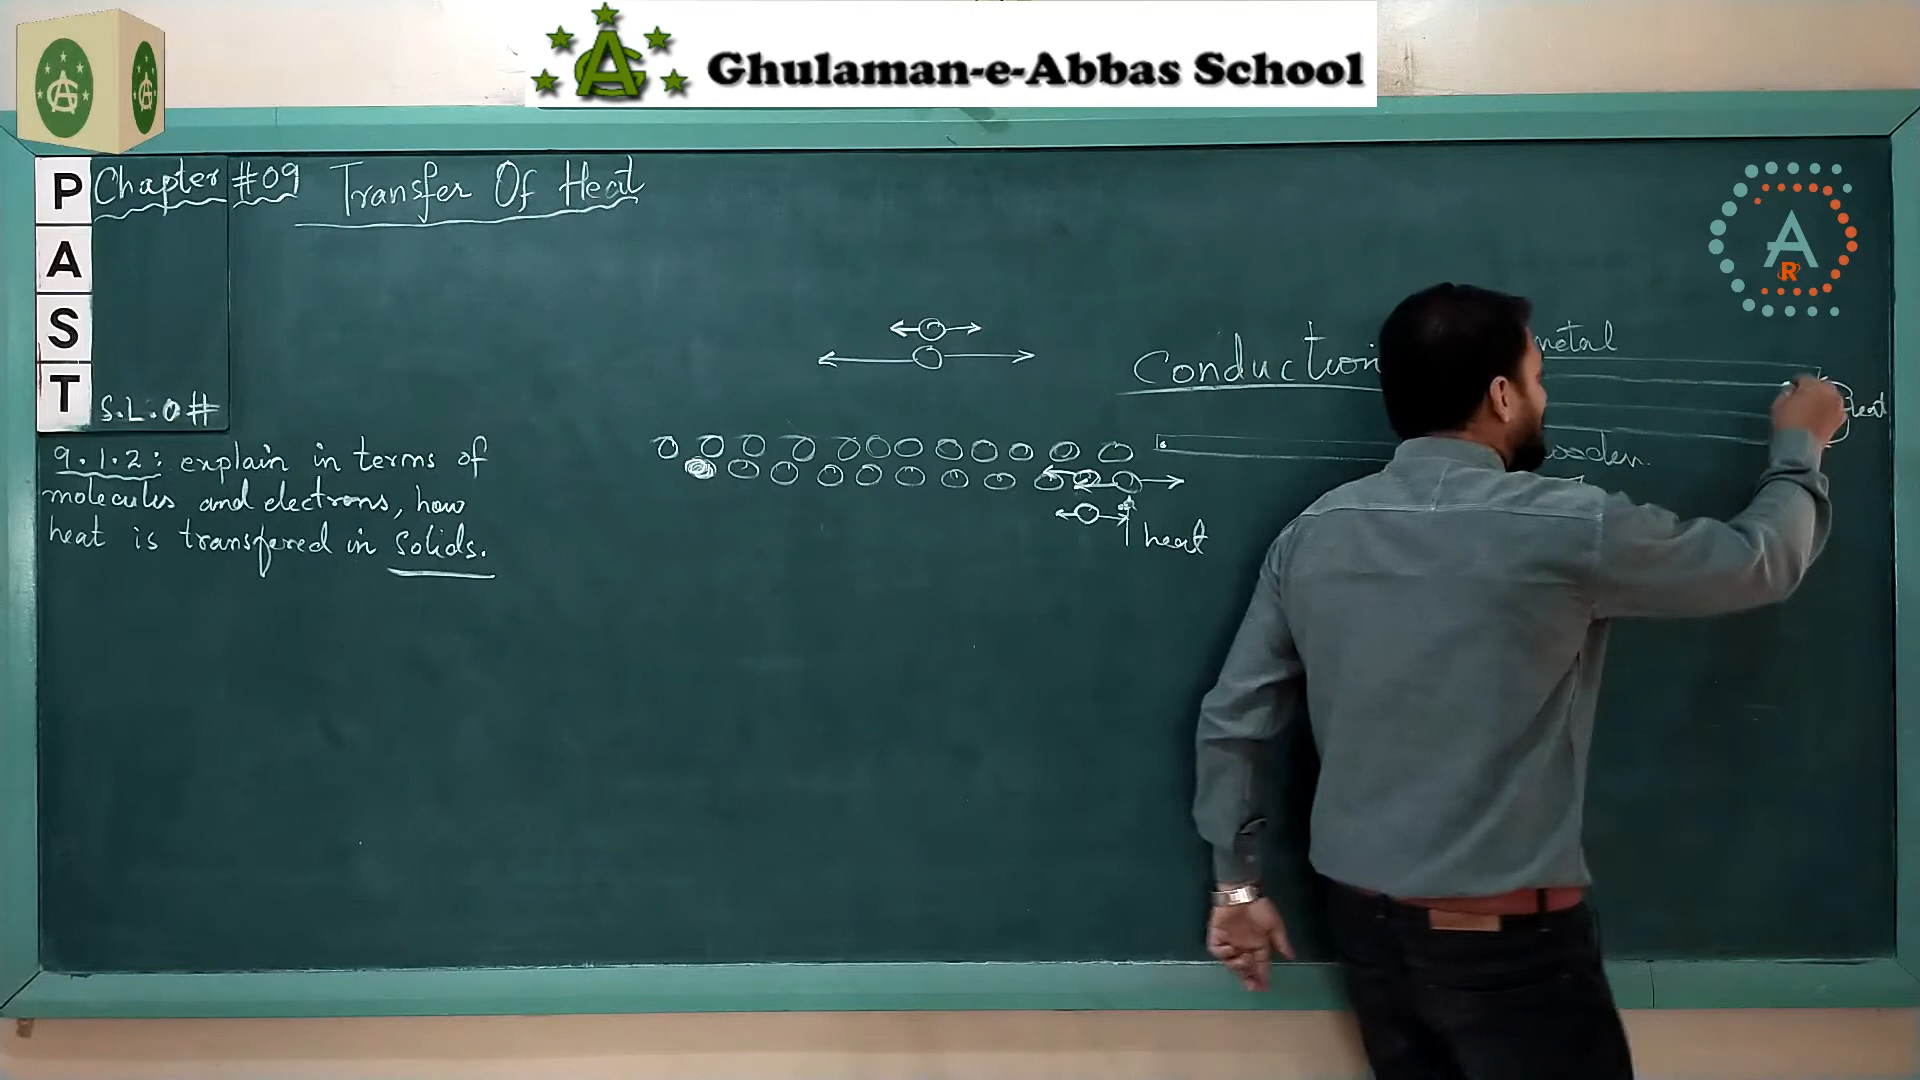 Ghulaman-e-Abbas School
P
A
S
T
Chapter #09 Transfer Of Heat
S.L.O#
9.1.2: explain in terms of
molecules and electrons, how
heat is transfered in solids.
Conduction
metal
heat
heat
A
R